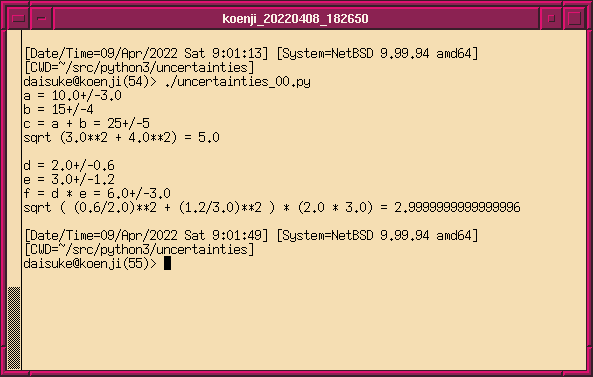 koenji_20220408_182650
[Date/Time=09/Apr/2022 Sat 9:01:13] [System=NetBSD 9.99.94 amd64]
[CWD=~/src/python3/uncertainties]
daisuke@koenji(54)> ./uncertainties_00.py
a = 10.0+/-3.0
b = 15+/-4
c = a + b = 25+/-5
sqrt (3.0**2 + 4.0**2) = 5.0
d = 2.0+/-0.6
e = 3.0+/-1.2
f = d * e = 6.0+/-3.0
sqrt ( (0.6/2.0)**2 + (1.2/3.0)**2 ) * (2.0 * 3.0) = 2.9999999999999996
[Date/Time=09/Apr/2022 Sat 9:01:49] [System=NetBSD 9.99.94 amd64]
[CWD=~/src/python3/uncertainties]
daisuke@koenji(55)>